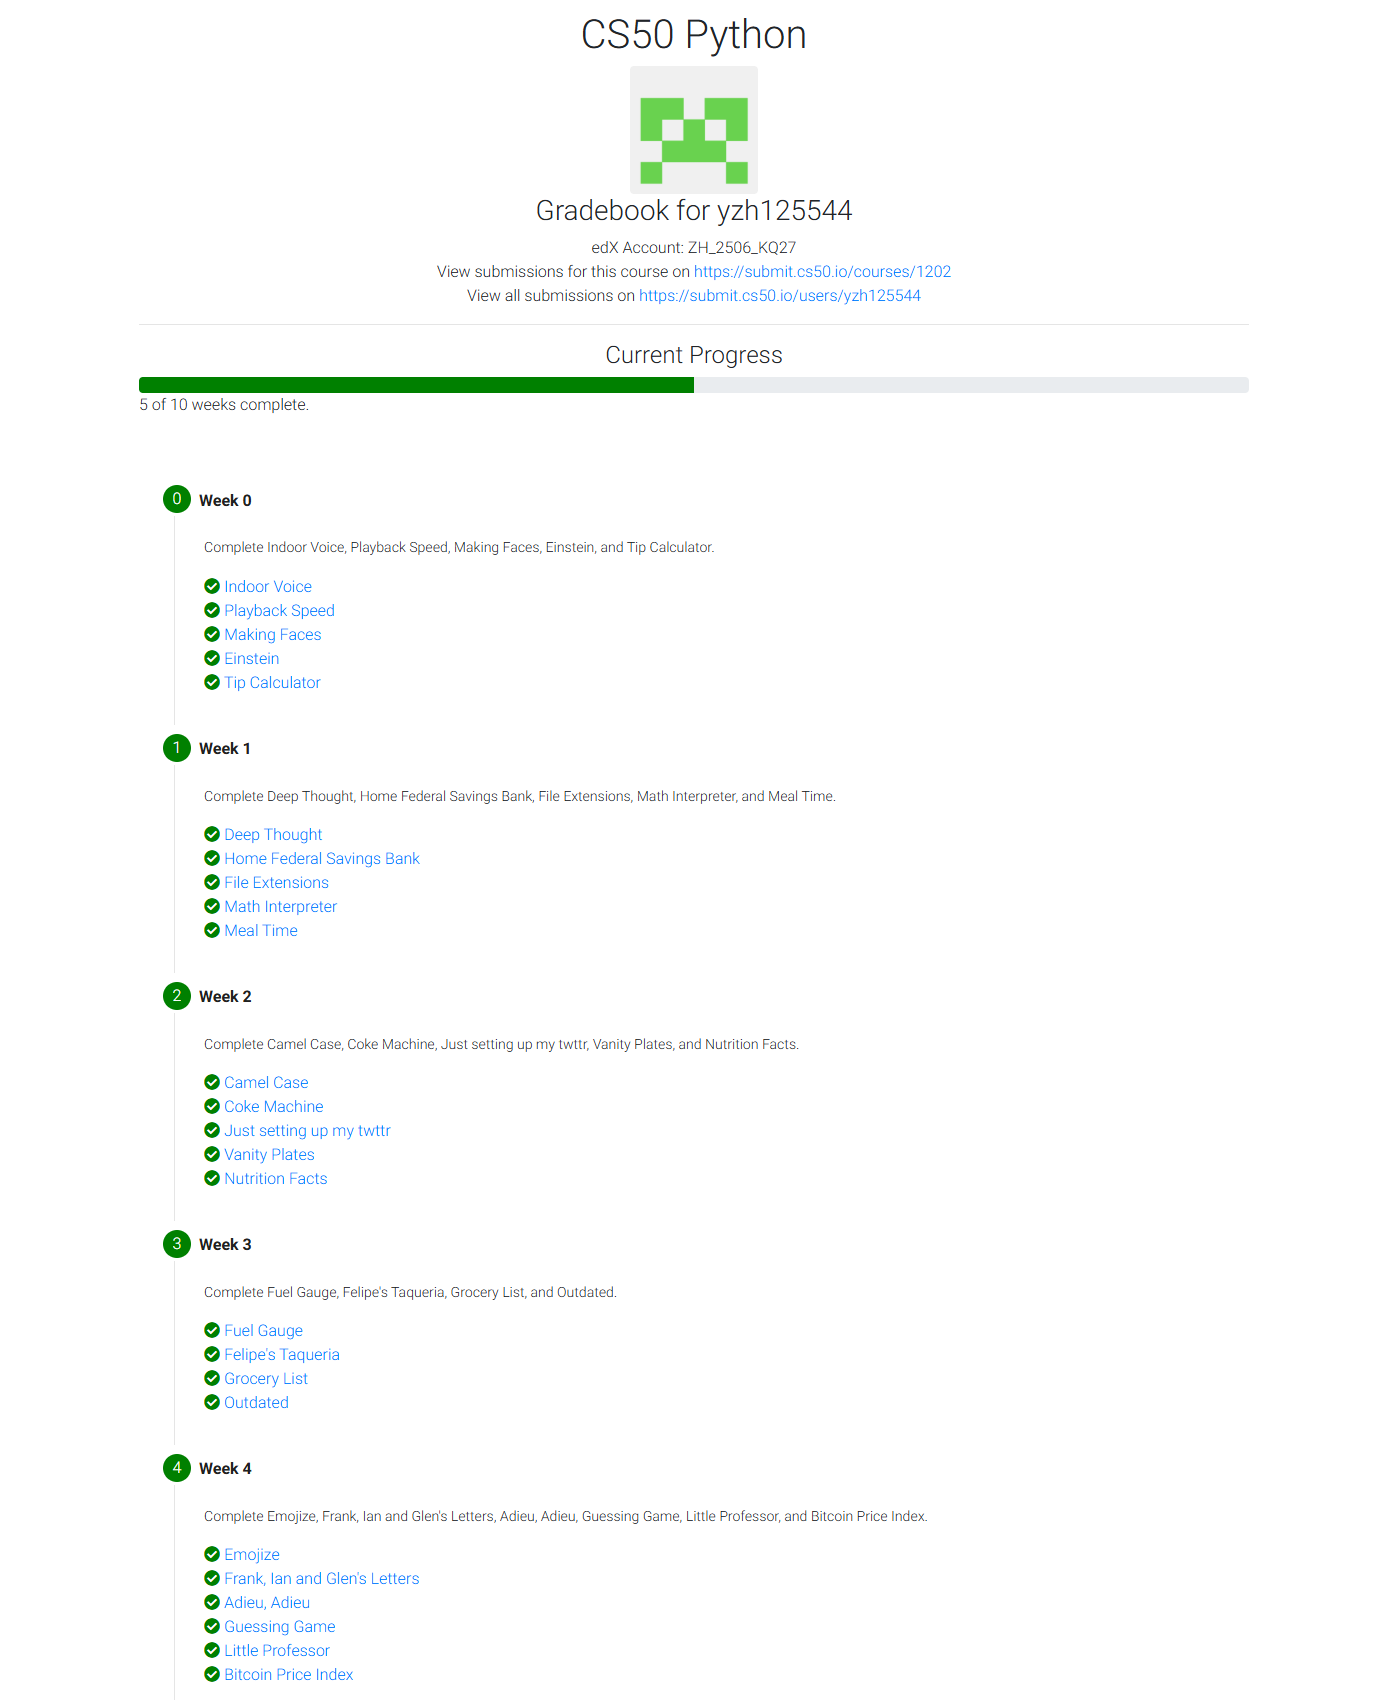 CS50 Python
Gradebook for yzh125544
edX Account: ZH_2506_KQ27
View submissions for this course on https://submit.cs50.io/courses/1202
View all submissions on https://submit.cs50.io/users/yzh125544
Current Progress
5 of 10 weeks complete.
0 Week 0
Complete Indoor Voice, Playback Speed, Making Faces, Einstein, and Tip Calculator.
Indoor Voice
Playback Speed
Making Faces
Einstein
Tip Calculator
1 Week 1
Complete Deep Thought, Home Federal Savings Bank, File Extensions, Math Interpreter, and Meal Time.
Deep Thought
Home Federal Savings Bank
File Extensions
Math Interpreter
Meal Time
2 Week 2
Complete Camel Case, Coke Machine, Just setting up my twttr, Vanity Plates, and Nutrition Facts.
Camel Case
Coke Machine
Just setting up my twttr
Vanity Plates
Nutrition Facts
3 Week 3
Complete Fuel Gauge, Felipe's Taqueria, Grocery List, and Outdated.
Fuel Gauge
Felipe's Taqueria
Grocery List
Outdated
4 Week 4
Complete Emojize, Frank, Ian and Glen's Letters, Adieu, Adieu, Guessing Game, Little Professor, and Bitcoin Price Index.
Emojize
Frank, Ian and Glen's Letters
Adieu, Adieu
Guessing Game
Little Professor
Bitcoin Price Index